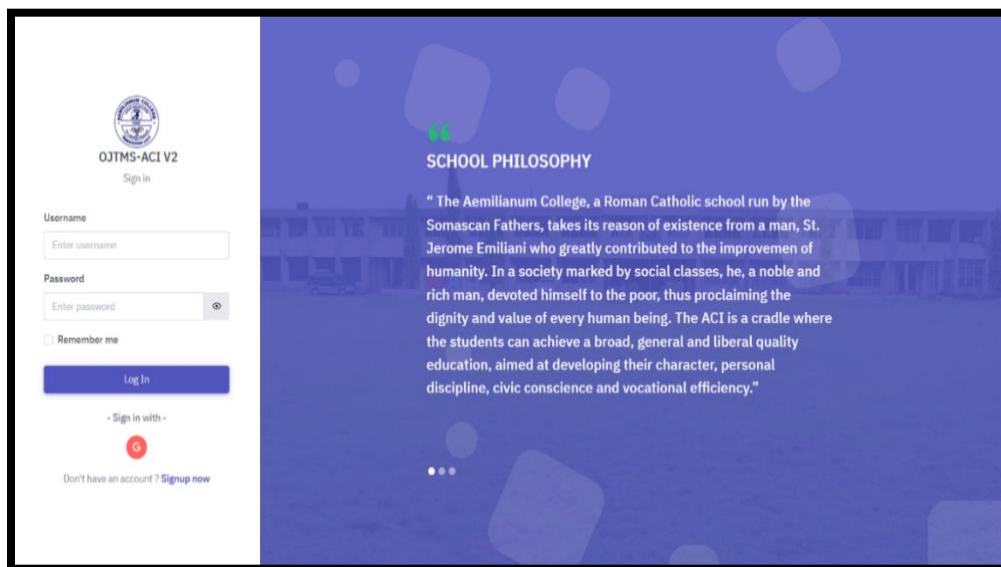 OJTMS-ACI V2
Sign in
Username
Enter username
Password
Enter password
Remember me
Log In
- Sign in with -
G
Don't have an account ? Signup now
SCHOOL PHILOSOPHY
“ The Aemilianum College, a Roman Catholic school run by the
Somascan Fathers, takes its reason of existence from a man, St.
Jerome Emiliani who greatly contributed to the improvemen of
humanity. In a society marked by social classes, he, a noble and
rich man, devoted himself to the poor, thus proclaiming the
dignity and value of every human being. The ACI is a cradle where
the students can achieve a broad, general and liberal quality
education, aimed at developing their character, personal
discipline, civic conscience and vocational efficiency.”